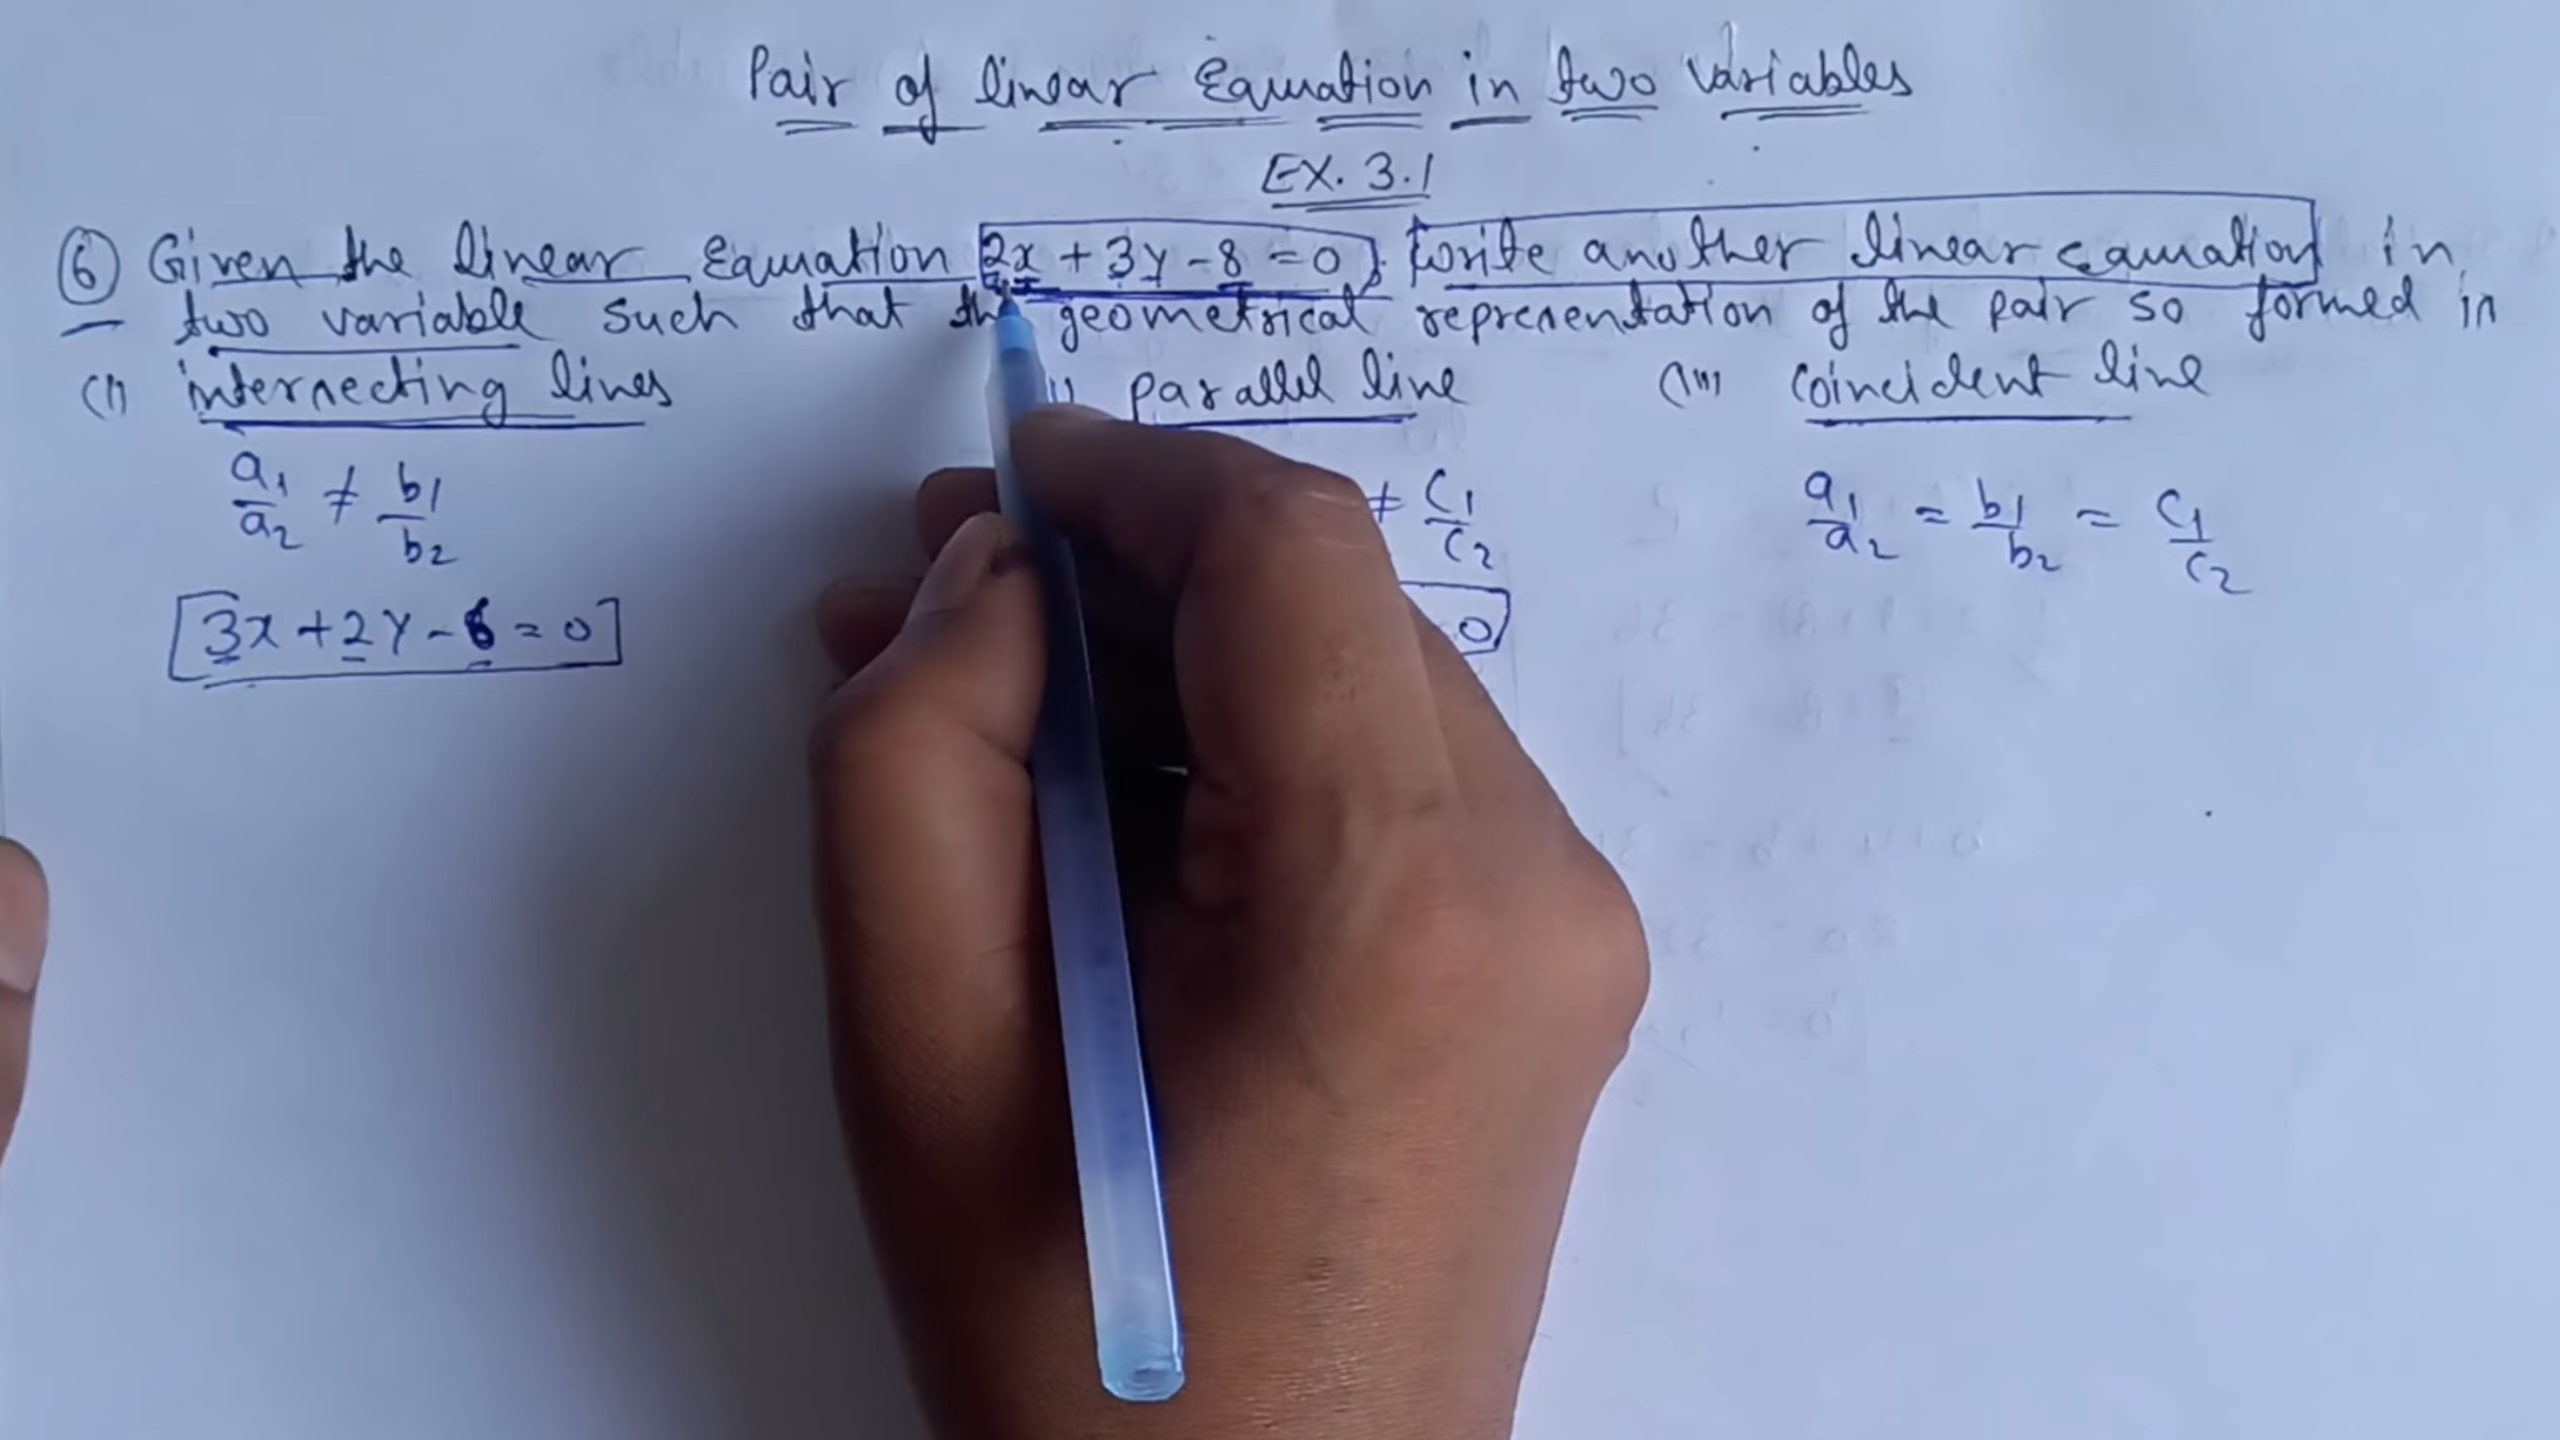 Pair of linear Equation in two variables
EX. 3.1
6 Given the linear Equation 2x + 3y - 8 = 0. Write another linear equation in
two variable such that the geometrical representation of the pair so formed in
(i) intersecting lines parallel line (iii) Coincident line
a1/a2 ≠ b1/b2 ≠ c1/c2 a1/a2 = b1/b2 = c1/c2
3x + 2y - 6 = 0 0